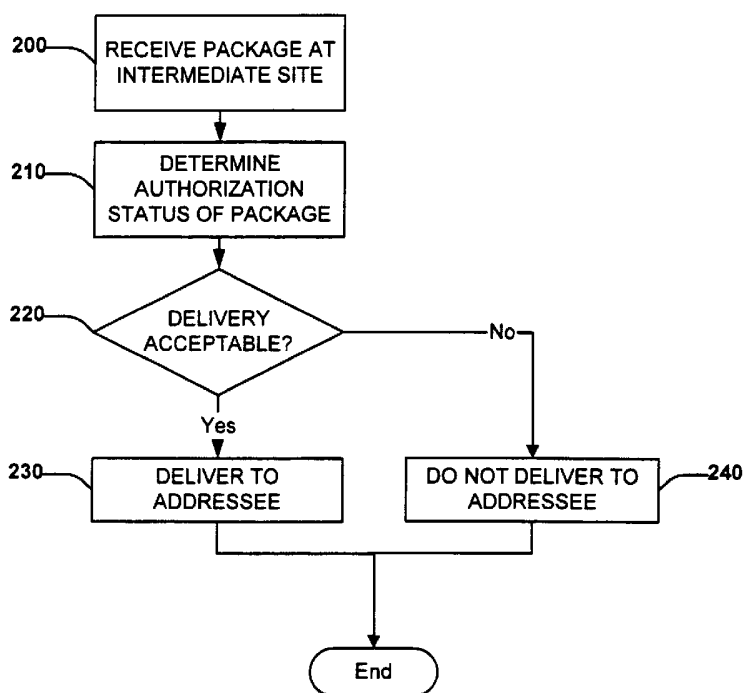 200
RECEIVE PACKAGE AT
INTERMEDIATE SITE
210
DETERMINE
AUTHORIZATION
STATUS OF PACKAGE
220
DELIVERY
ACCEPTABLE?
No
Yes
230
DELIVER TO
ADDRESSEE
DO NOT DELIVER TO
ADDRESSEE
240
End